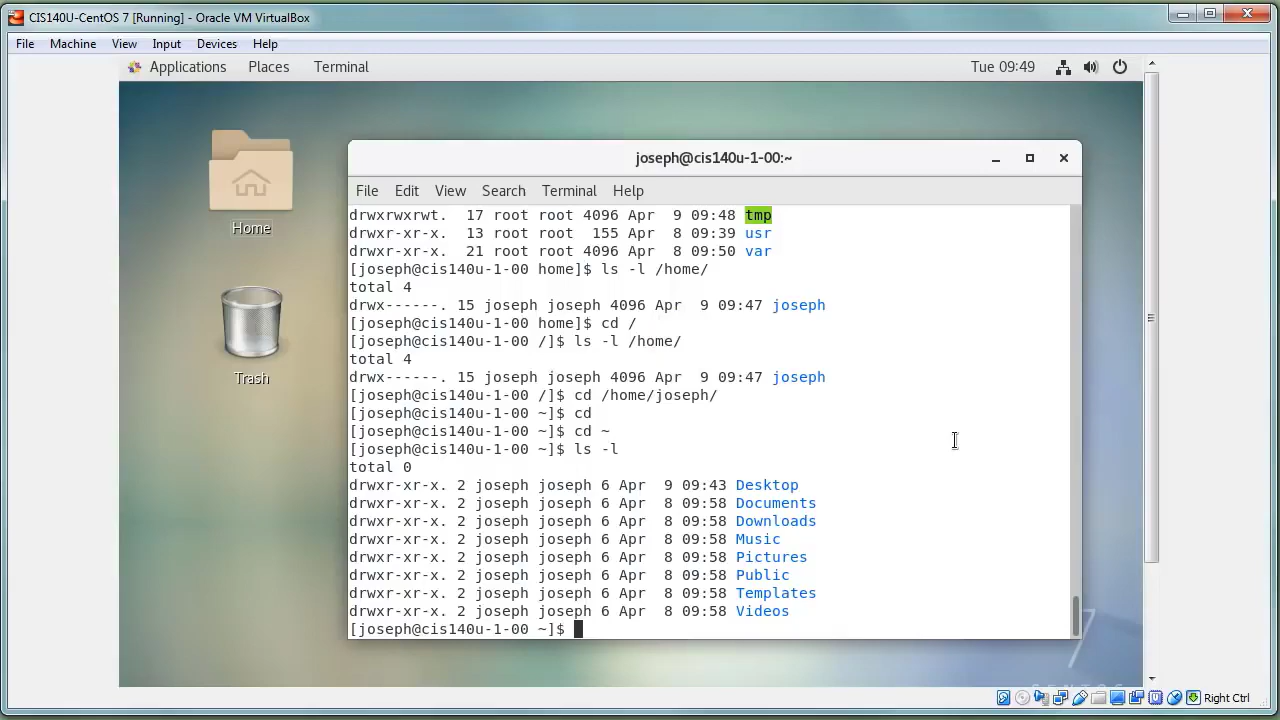 CIS140U-CentOS 7 [Running] - Oracle VM VirtualBox
File Machine View Input Devices Help
Applications Places Terminal Tue 09:49
Home
Trash
joseph@cis140u-1-00:~
File Edit View Search Terminal Help
drwxrwxrwt. 17 root root 4096 Apr 9 09:48 tmp
drwxr-xr-x. 13 root root 155 Apr 8 09:39 usr
drwxr-xr-x. 21 root root 4096 Apr 8 09:50 var
[joseph@cis140u-1-00 home]$ ls -l /home/
total 4
drwx------. 15 joseph joseph 4096 Apr 9 09:47 joseph
[joseph@cis140u-1-00 home]$ cd /
[joseph@cis140u-1-00 /]$ ls -l /home/
total 4
drwx------. 15 joseph joseph 4096 Apr 9 09:47 joseph
[joseph@cis140u-1-00 /]$ cd /home/joseph/
[joseph@cis140u-1-00 ~]$ cd
[joseph@cis140u-1-00 ~]$ cd ~
[joseph@cis140u-1-00 ~]$ ls -l
total 0
drwxr-xr-x. 2 joseph joseph 6 Apr 9 09:43 Desktop
drwxr-xr-x. 2 joseph joseph 6 Apr 8 09:58 Documents
drwxr-xr-x. 2 joseph joseph 6 Apr 8 09:58 Downloads
drwxr-xr-x. 2 joseph joseph 6 Apr 8 09:58 Music
drwxr-xr-x. 2 joseph joseph 6 Apr 8 09:58 Pictures
drwxr-xr-x. 2 joseph joseph 6 Apr 8 09:58 Public
drwxr-xr-x. 2 joseph joseph 6 Apr 8 09:58 Templates
drwxr-xr-x. 2 joseph joseph 6 Apr 8 09:58 Videos
[joseph@cis140u-1-00 ~]$
7
Right Ctrl